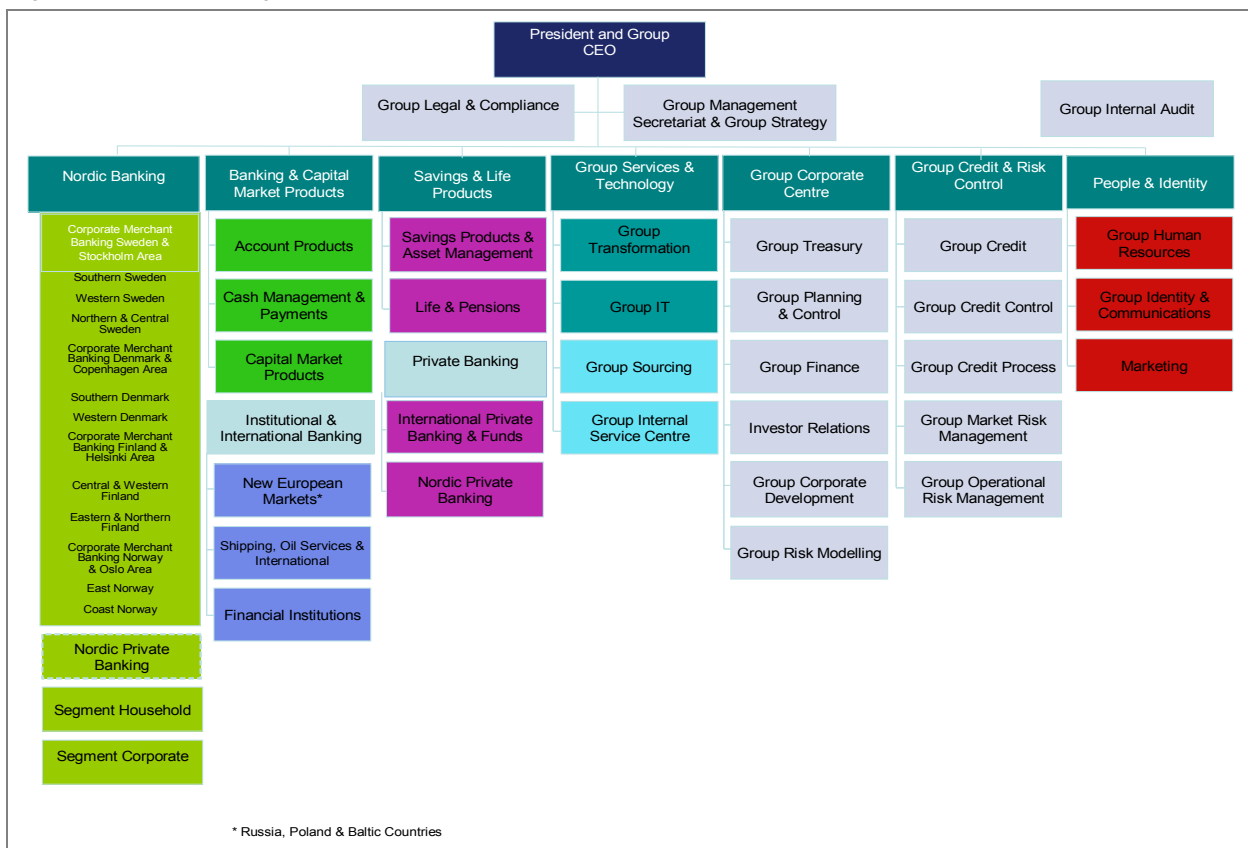 President and Group
CEO
Group Legal & Compliance
Group Management
Secretariat & Group Strategy
Group Internal Audit
Nordic Banking
Corporate Merchant
Banking Sweden &
Stockholm Area
Southern Sweden
Western Sweden
Northern & Central
Sweden
Corporate Merchant
Banking Denmark &
Copenhagen Area
Southern Denmark
Western Denmark
Corporate Merchant
Banking Finland &
Helsinki Area
Central & Western
Finland
Eastern & Northern
Finland
Corporate Merchant
Banking Norway
& Oslo Area
East Norway
Coast Norway
Nordic Private
Banking
Segment Household
Segment Corporate
Banking & Capital
Market Products
Account Products
Cash Management &
Payments
Capital Market
Products
Institutional &
International Banking
New European
Markets*
Shipping, Oil Services &
International
Financial Institutions
Savings & Life
Products
Savings Products &
Asset Management
Life & Pensions
Private Banking
International Private
Banking & Funds
Nordic Private
Banking
Group Services &
Technology
Group
Transformation
Group IT
Group Sourcing
Group Internal
Service Centre
Group Corporate
Centre
Group Treasury
Group Planning
& Control
Group Finance
Investor Relations
Group Corporate
Development
Group Risk Modelling
Group Credit & Risk
Control
Group Credit
Group Credit Control
Group Credit Process
Group Market Risk
Management
Group Operational
Risk Management
People & Identity
Group Human
Resources
Group Identity &
Communications
Marketing
* Russia, Poland & Baltic Countries